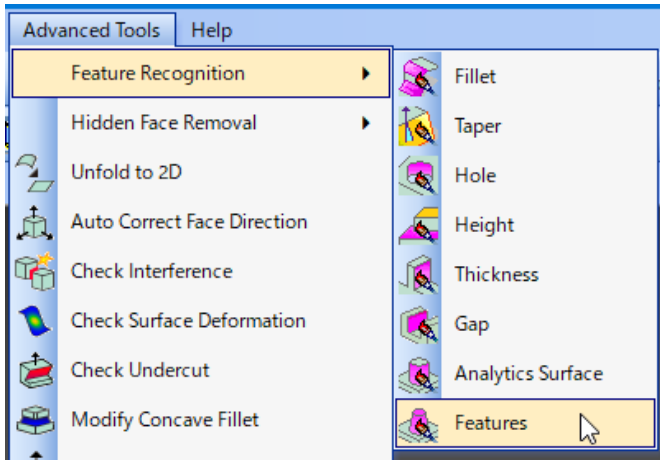 Advanced Tools Help
Feature Recognition
Hidden Face Removal
Unfold to 2D
Auto Correct Face Direction
Check Interference
Check Surface Deformation
Check Undercut
Modify Concave Fillet
Fillet
Taper
Hole
Height
Thickness
Gap
Analytics Surface
Features